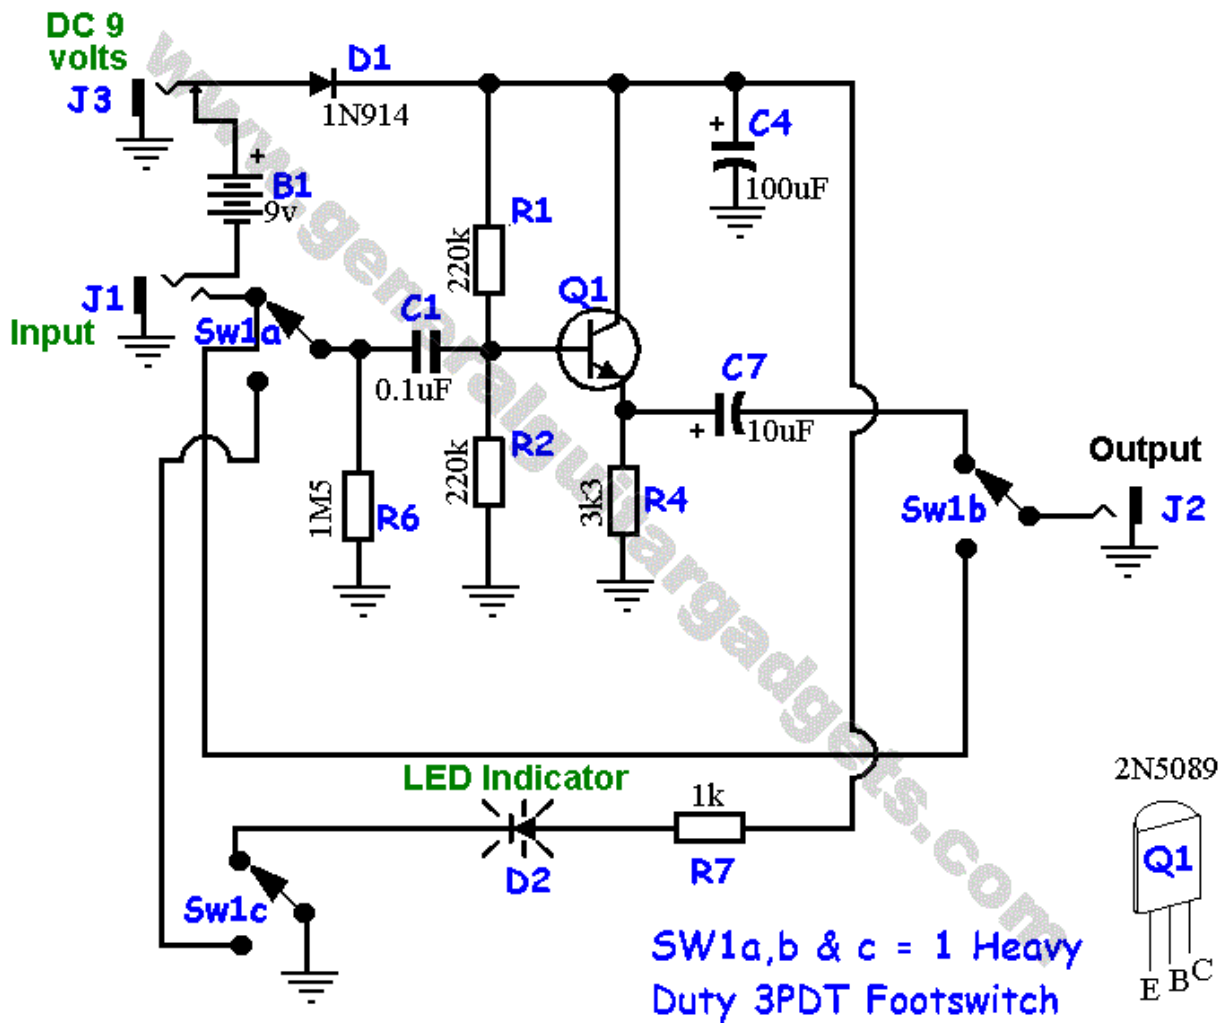 DC 9
volts
J3
D1
1N914
+
C4
100uF
+
B1
9v
R1
220k
Q1
J1
Input
Sw1a
C1
0.1uF
C7
+
10uF
R2
220k
1M5
R6
3k3
R4
Output
Sw1b
J2
www.generalguitargadgets.com
LED Indicator
1k
D2
R7
Sw1c
2N5089
Q1
E B C
SW1a,b & c = 1 Heavy
Duty 3PDT Footswitch